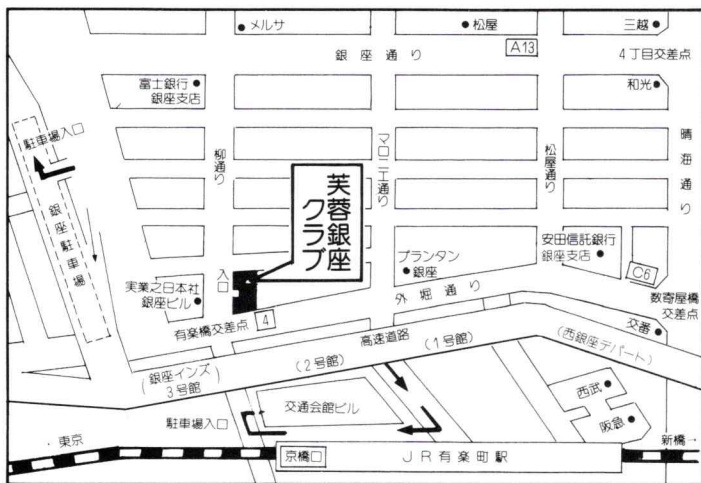 メルサ
松屋
三越
A13
銀座通り
4丁目交差点
富士銀行
銀座支店
和光
駐車場入口
柳通り
マロニエ通り
松屋通り
晴海通り
芙蓉銀座
クラブ
銀座駐車場
入口
プランタン
銀座
安田信託銀行
銀座支店
C6
実業之日本社
銀座ビル
外堀通り
数寄屋橋
交差点
有楽橋交差点
4
交番
高速道路
(1号館)
(西銀座デパート)
(2号館)
(銀座インズ)
3号館
西武
交通会館ビル
阪急
駐車場入口
東京
新橋→
京橋口
JR有楽町駅